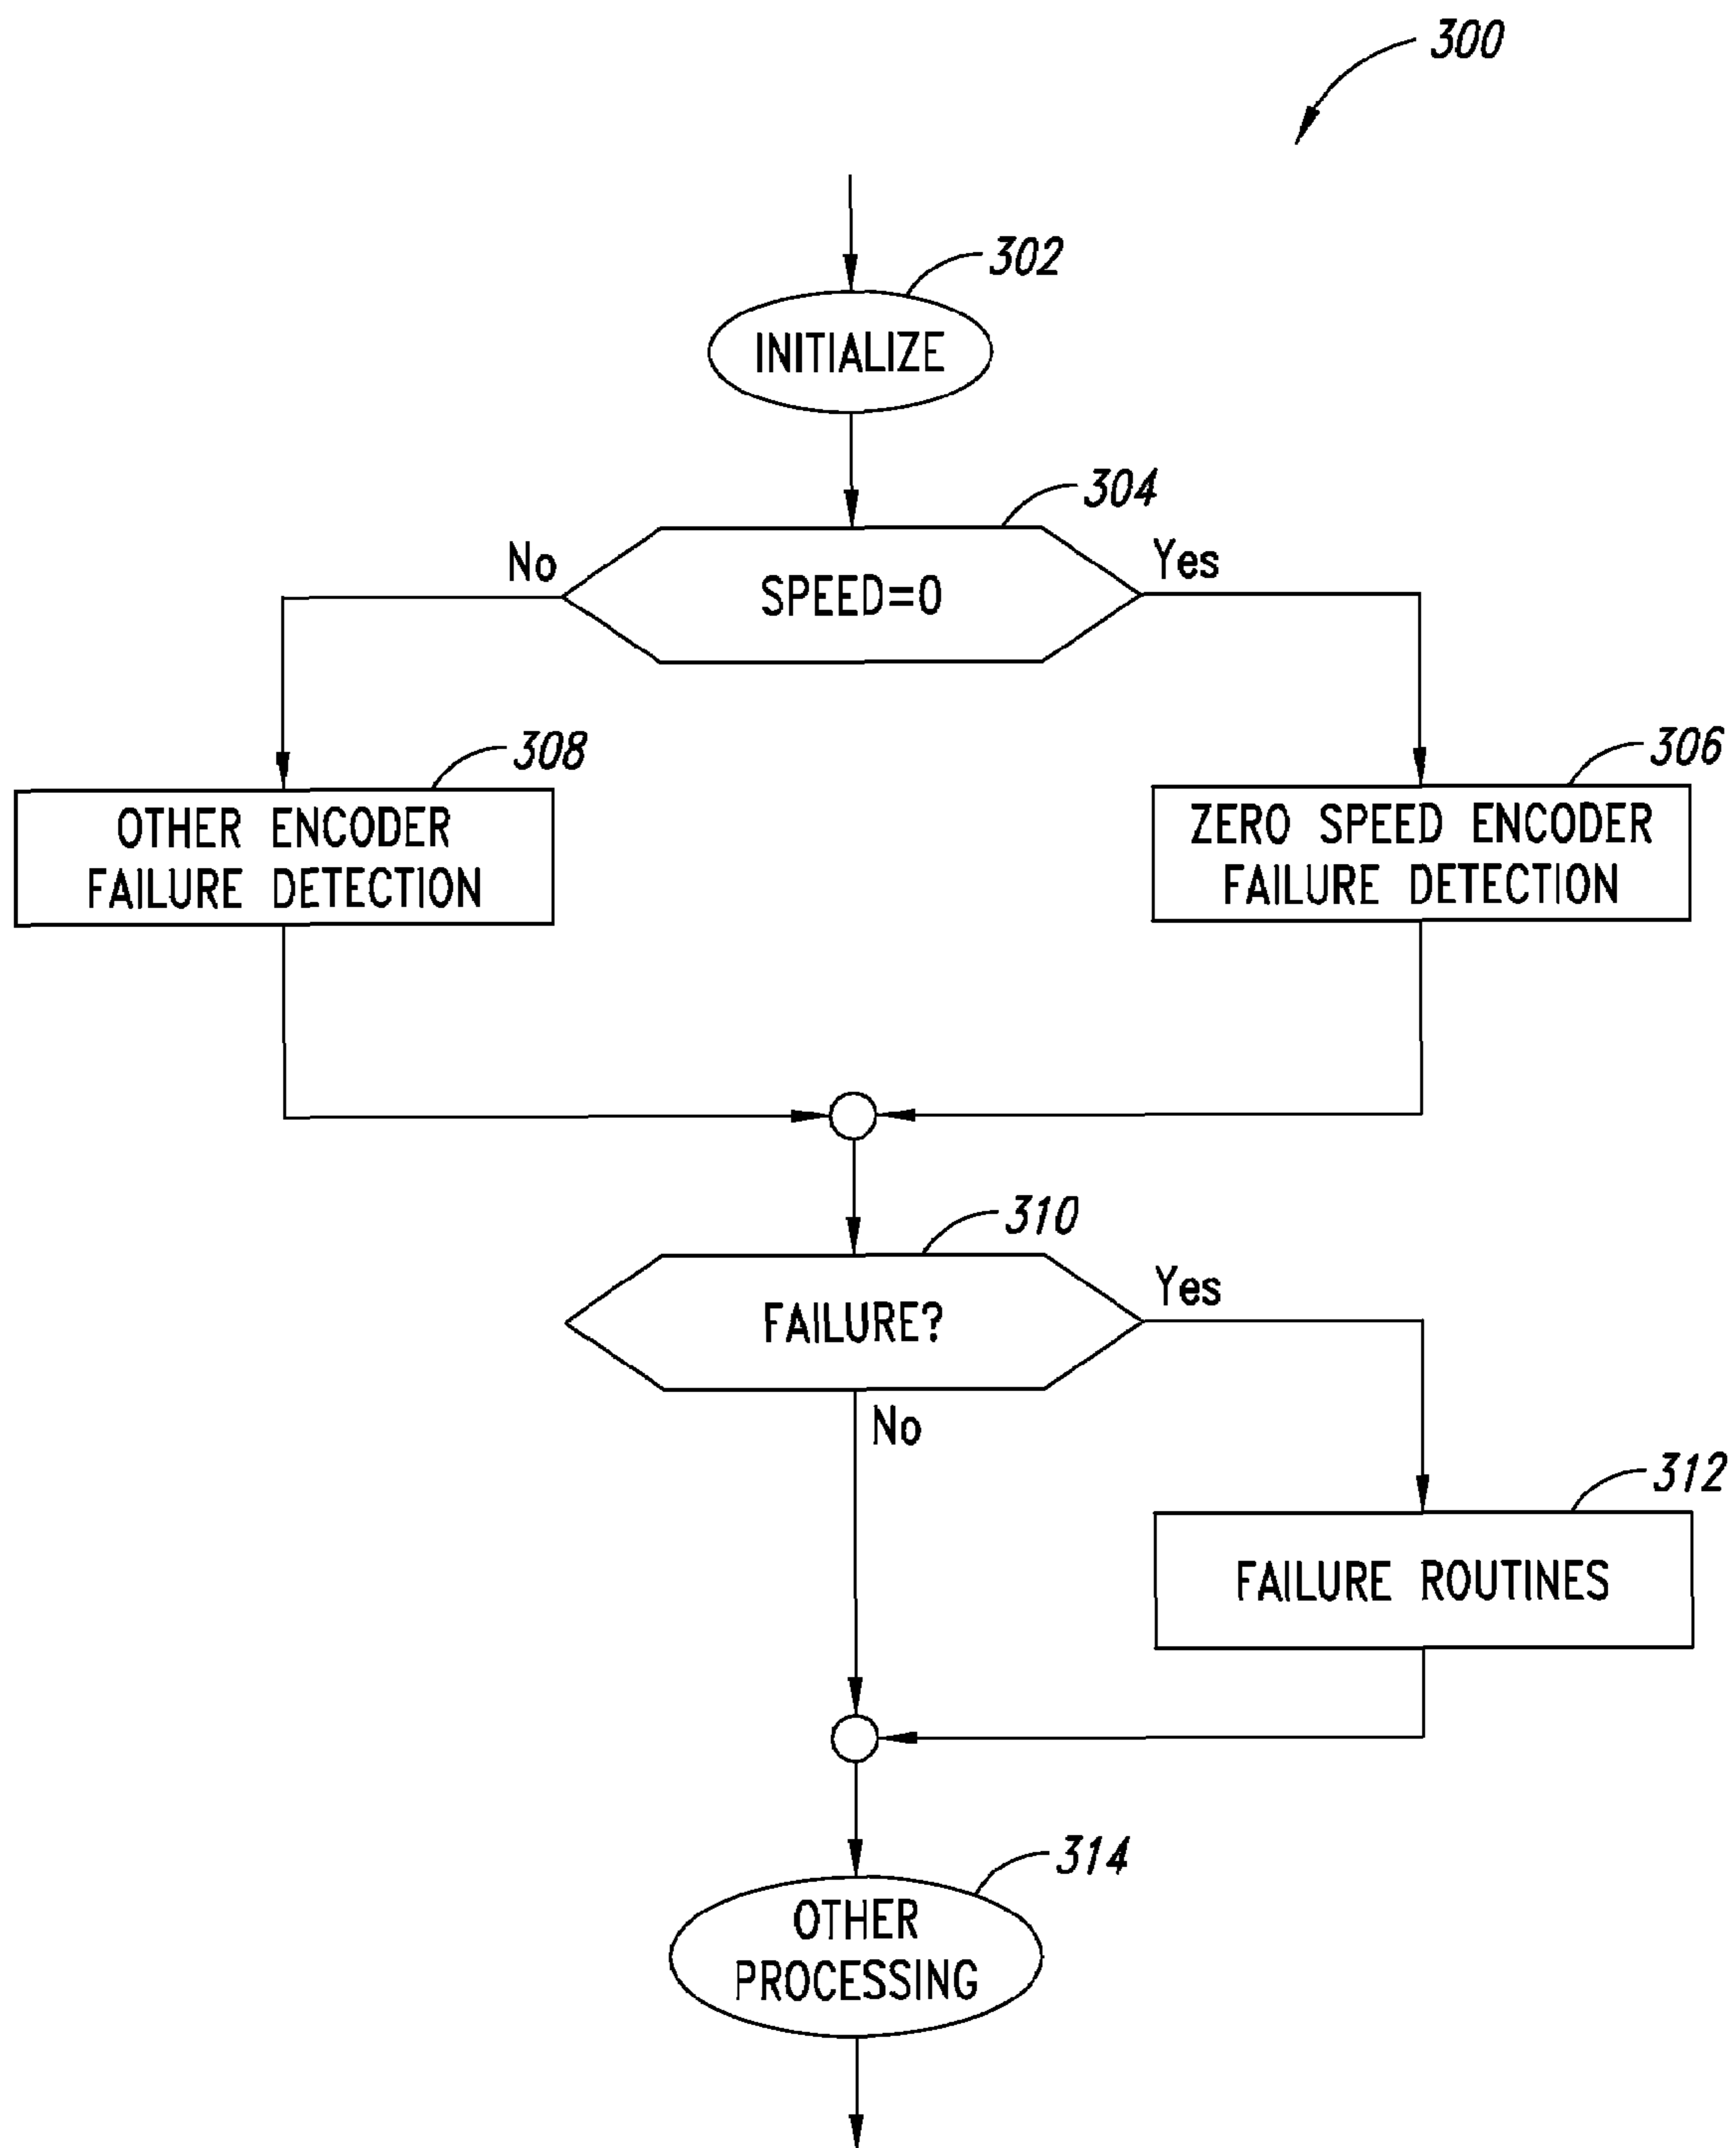 300
302
INITIALIZE
304
No
Yes
SPEED=0
308
306
OTHER ENCODER
FAILURE DETECTION
ZERO SPEED ENCODER
FAILURE DETECTION
310
Yes
FAILURE?
No
312
FAILURE ROUTINES
314
OTHER
PROCESSING